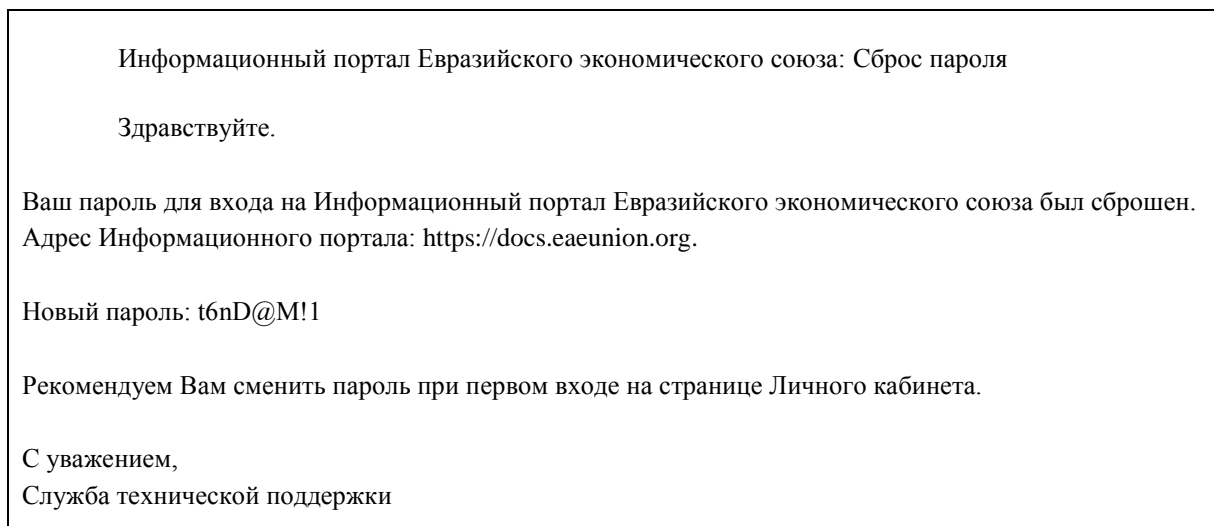 Информационный портал Евразийского экономического союза: Сброс пароля
Здравствуйте.
Ваш пароль для входа на Информационный портал Евразийского экономического союза был сброшен.
Адрес Информационного портала: https://docs.eaeunion.org.
Новый пароль: t6nD@M!1
Рекомендуем Вам сменить пароль при первом входе на странице Личного кабинета.
С уважением,
Служба технической поддержки